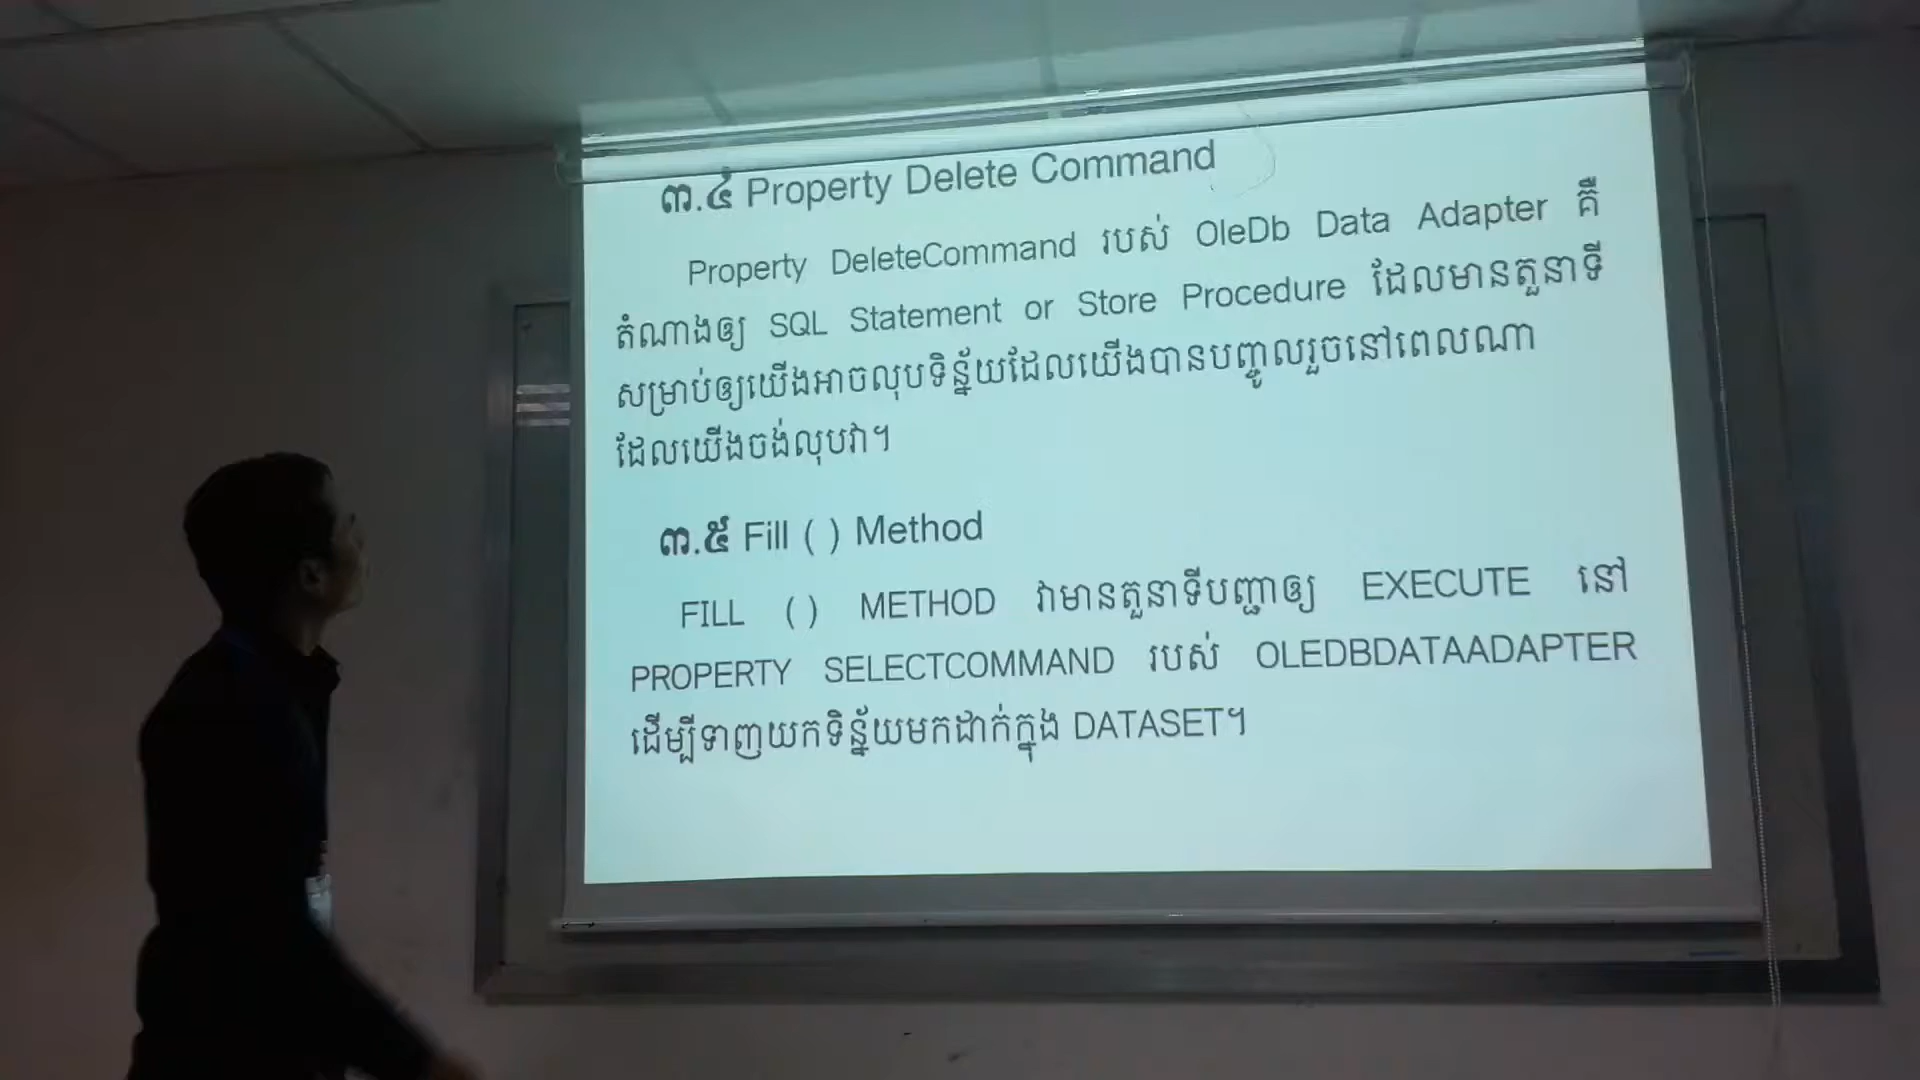 ៣.៤ Property Delete Command
Property DeleteCommand របស់ OleDb Data Adapter គឺ
តំណាងឲ្យ SQL Statement or Store Procedure ដែលមានតួនាទី
សម្រាប់ឲ្យយើងអាចលុបទិន្ន័យដែលយើងបានបញ្ចូលរួចនៅពេលណា
ដែលយើងចង់លុបវា។
៣.៥ Fill ( ) Method
FILL ( ) METHOD វាមានតួនាទីបញ្ជាឲ្យ EXECUTE នៅ
PROPERTY SELECTCOMMAND របស់ OLEDBDATAADAPTER
ដើម្បីទាញយកទិន្ន័យមកដាក់ក្នុង DATASET។